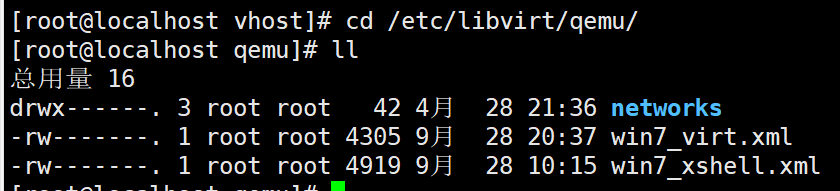 [root@localhost vhost]# cd /etc/libvirt/qemu/
[root@localhost qemu]# ll
总用量 16
drwx------. 3 root root   42 4月  28 21:36 networks
-rw-------. 1 root root 4305 9月  28 20:37 win7_virt.xml
-rw-------. 1 root root 4919 9月  28 10:15 win7_xshell.xml
[root@localhost qemu]#